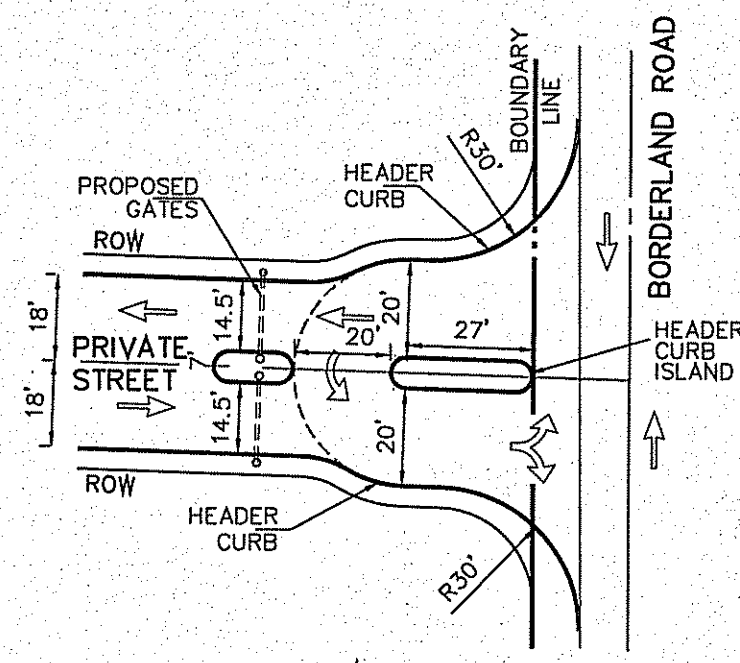 BOUNDARY
LINE
BORDERLAND ROAD
R30'
HEADER
CURB
PROPOSED
GATES
ROW
18'
18'
14.5'
14.5'
PRIVATE
STREET
7'
20'
20'
20'
27'
HEADER
CURB
ISLAND
ROW
HEADER
CURB
R30'